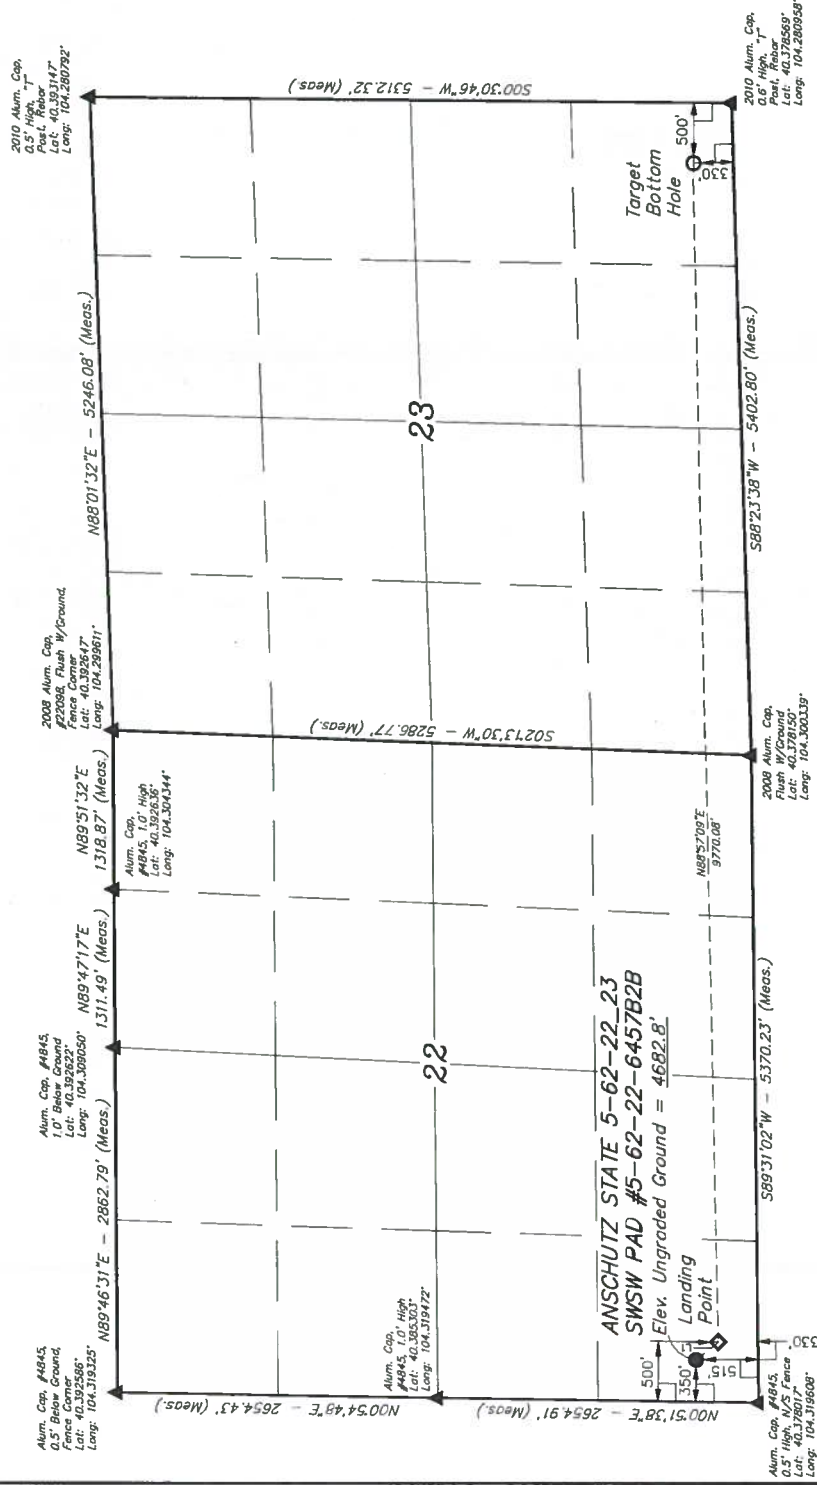 Alum. Cap, #4845,
0.5' Below Ground,
Fence Corner
Lat: 40.392586°
Long: 104.319325°
N89°46'31"E - 2862.79' (Meas.)
Alum. Cap, #4845,
1.0' Below Ground
Lat: 40.392622°
Long: 104.309050°
N89°47'17"E
1311.49' (Meas.)
Alum. Cap,
#4845, 1.0' High
Lat: 40.392636°
Long: 104.304344°
N89°51'32"E
1318.87' (Meas.)
2008 Alum. Cap,
#22098, Flush W/Ground,
Fence Corner
Lat: 40.392647°
Long: 104.299611°
N88°01'32"E - 5246.08' (Meas.)
2010 Alum. Cap,
0.5' High, "T"
Post, Rebar
Lat: 40.393147°
Long: 104.280792°
N00°54'48"E - 2654.43' (Meas.)
Alum. Cap,
#4845, 1.0' High
Lat: 40.385303°
Long: 104.319472°
22
S02°13'30"W - 5286.77' (Meas.)
23
S00°30'46"W - 5312.32' (Meas.)
N00°51'38"E - 2654.91' (Meas.)
ANSCHUTZ STATE 5-62-22_23
SWSW PAD #5-62-22-6457B2B
Elev. Ungraded Ground = 4682.8'
500'
350'
Landing
Point
515'
330'
N88°57'09"E
9770.08'
Target
Bottom
Hole
500'
330'
Alum. Cap, #4845,
0.5' High, N/S Fence
Lat: 40.378017°
Long: 104.319608°
S89°31'02"W - 5370.23' (Meas.)
2008 Alum. Cap,
Flush W/Ground
Lat: 40.378150°
Long: 104.300339°
S88°23'38"W - 5402.80' (Meas.)
2010 Alum. Cap,
0.6' High, "T"
Post, Rebar
Lat: 40.378569°
Long: 104.280958°